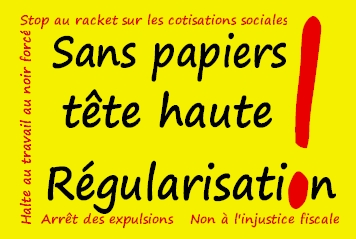 Stop au racket sur les cotisations sociales
Halte au travail au noir forcé
Sans papiers
tête haute !
Régularisation
Arrêt des expulsions Non à l'injustice fiscale